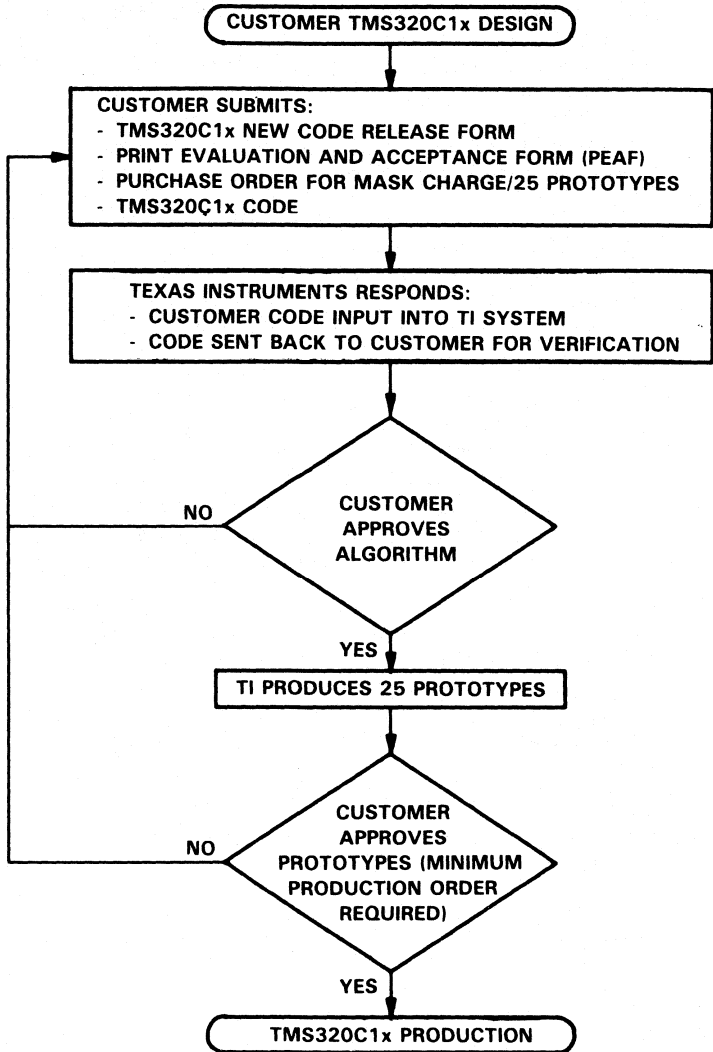 CUSTOMER TMS320C1x DESIGN
CUSTOMER SUBMITS:
- TMS320C1x NEW CODE RELEASE FORM
- PRINT EVALUATION AND ACCEPTANCE FORM (PEAF)
- PURCHASE ORDER FOR MASK CHARGE/25 PROTOTYPES
- TMS320C1x CODE
TEXAS INSTRUMENTS RESPONDS:
- CUSTOMER CODE INPUT INTO TI SYSTEM
- CODE SENT BACK TO CUSTOMER FOR VERIFICATION
NO
CUSTOMER
APPROVES
ALGORITHM
YES
TI PRODUCES 25 PROTOTYPES
NO
CUSTOMER
APPROVES
PROTOTYPES (MINIMUM
PRODUCTION ORDER
REQUIRED)
YES
TMS320C1x PRODUCTION